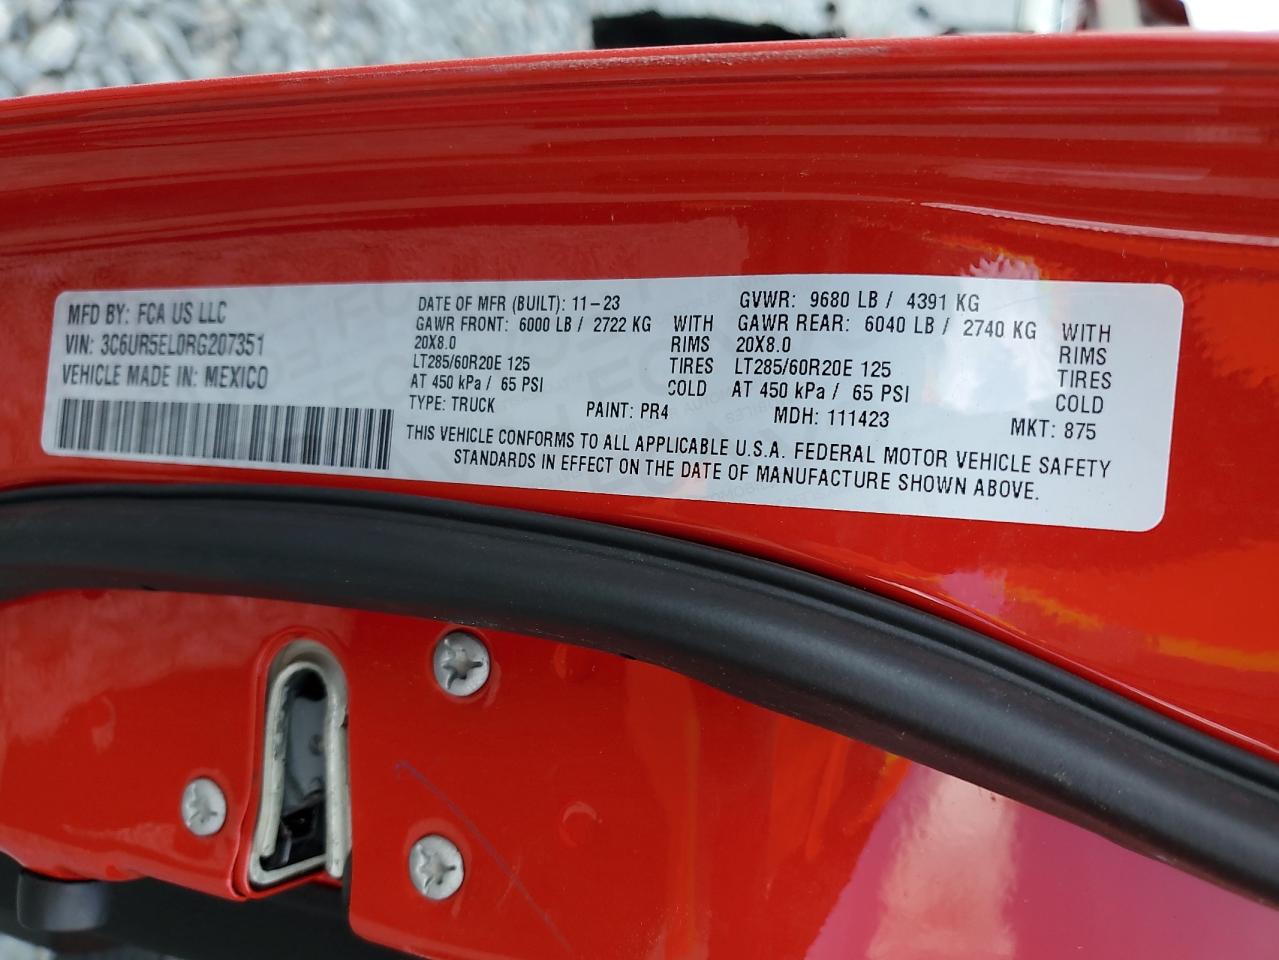 MFD BY: FCA US LLC
VIN: 3C6UR5EL0RG207351
VEHICLE MADE IN: MEXICO
DATE OF MFR (BUILT): 11-23
GAWR FRONT: 6000 LB / 2722 KG WITH
20X8.0 RIMS
LT285/60R20E 125 TIRES
AT 450 kPa / 65 PSI COLD
GVWR: 9680 LB / 4391 KG
GAWR REAR: 6040 LB / 2740 KG WITH
20X8.0 RIMS
LT285/60R20E 125 TIRES
AT 450 kPa / 65 PSI COLD
TYPE: TRUCK PAINT: PR4 MDH: 111423 MKT: 875
THIS VEHICLE CONFORMS TO ALL APPLICABLE U.S.A. FEDERAL MOTOR VEHICLE SAFETY
STANDARDS IN EFFECT ON THE DATE OF MANUFACTURE SHOWN ABOVE.